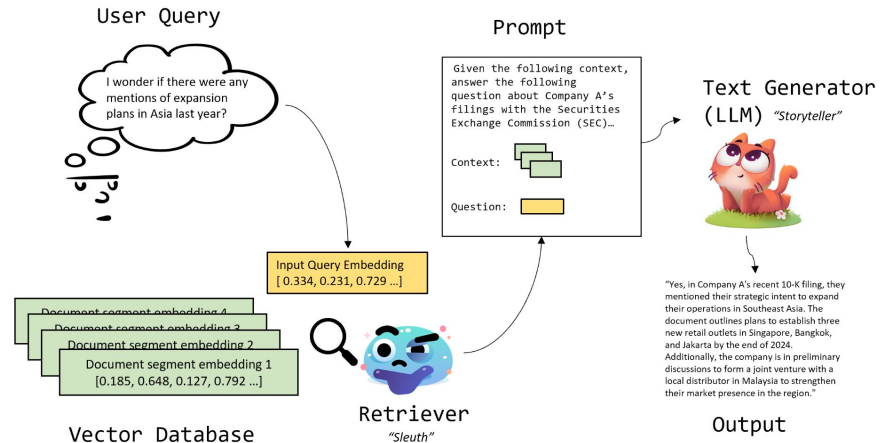 User Query
I wonder if there were any
mentions of expansion
plans in Asia last year?
Prompt
Given the following context,
answer the following
question about Company A's
filings with the Securities
Exchange Commission (SEC)…
Context:
Question:
Text Generator
(LLM) "Storyteller"
Input Query Embedding
[ 0.334, 0.231, 0.729 …]
Document segment embedding 4
Document segment embedding 3
Document segment embedding 2
Document segment embedding 1
[0.185, 0.648, 0.127, 0.792 …]
Vector Database
Retriever
"Sleuth"
"Yes, in Company A's recent 10-K filing, they
mentioned their strategic intent to expand
their operations in Southeast Asia. The
document outlines plans to establish three
new retail outlets in Singapore, Bangkok,
and Jakarta by the end of 2024.
Additionally, the company is in preliminary
discussions to form a joint venture with a
local distributor in Malaysia to strengthen
their market presence in the region."
Output